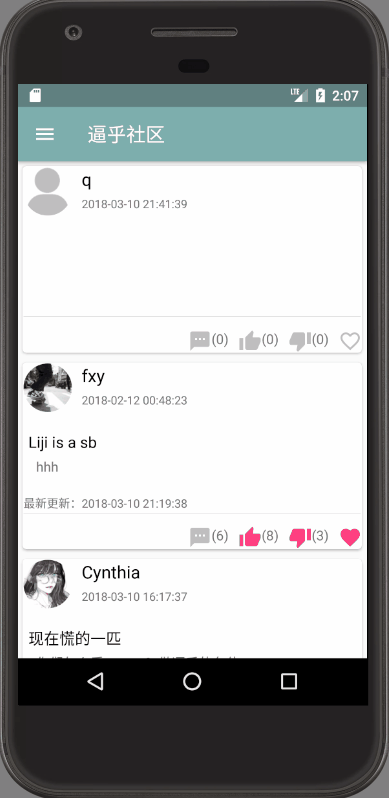 LTE 2:07
逼乎社区
q
2018-03-10 21:41:39
(0) (0) (0)
fxy
2018-02-12 00:48:23
Liji is a sb
hhh
最新更新：2018-03-10 21:19:38
(6) (8) (3)
Cynthia
2018-03-10 16:17:37
现在慌的一匹